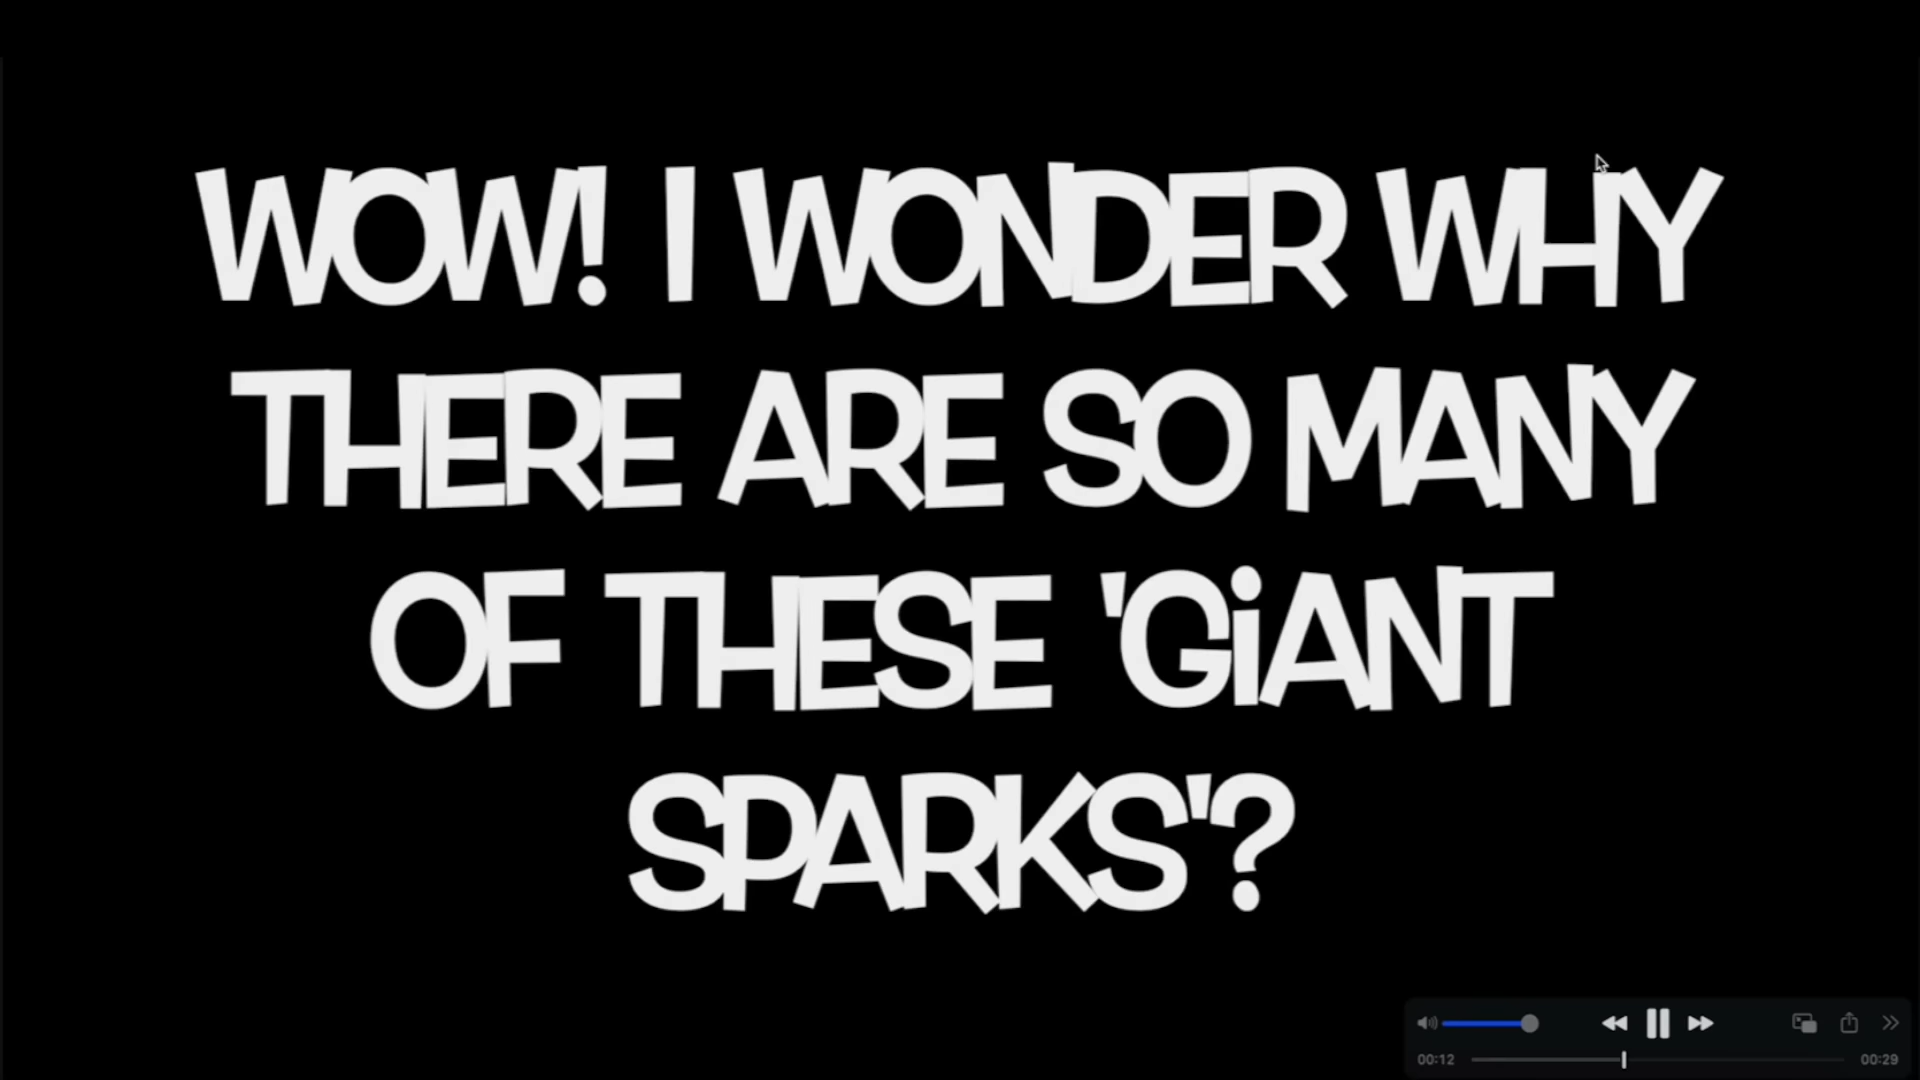 WOW! I WONDER WHY
THERE ARE SO MANY
OF THESE 'GiANT
SPARKS'?
00:12
00:29